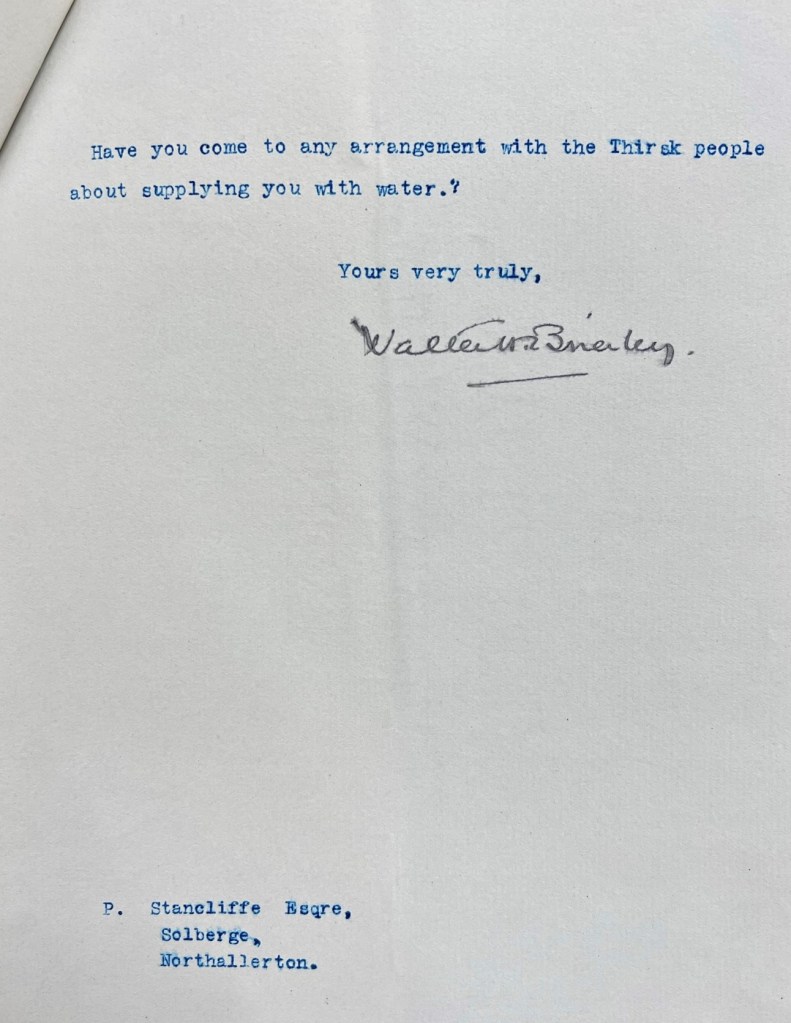 Have you come to any arrangement with the Thirsk people
about supplying you with water.?
Yours very truly,
Walter H. Brierley.
P. Stancliffe Esqre,
Solberge,
Northallerton.